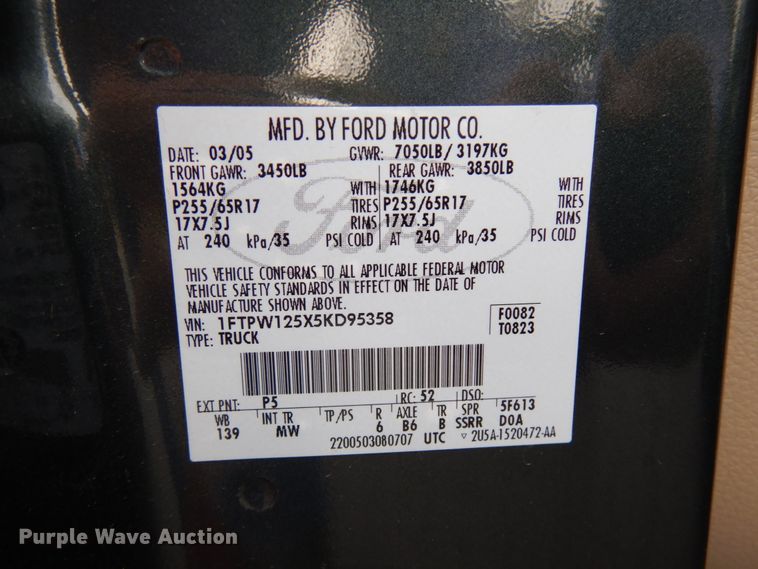 MFD. BY FORD MOTOR CO.
DATE: 03/05 GVWR: 7050LB/3197KG
FRONT GAWR: 3450LB REAR GAWR: 3850LB
1564KG WITH 1746KG WITH
P255/65R17 TIRES P255/65R17 TIRES
17X7.5J RIMS 17X7.5J RIMS
AT 240 kPa/35 PSI COLD AT 240 kPa/35 PSI COLD
Ford
THIS VEHICLE CONFORMS TO ALL APPLICABLE FEDERAL MOTOR
VEHICLE SAFETY STANDARDS IN EFFECT ON THE DATE OF
MANUFACTURE SHOWN ABOVE.
VIN: 1FTPW125X5KD95358 F0082
TYPE: TRUCK T0823
EXT PNT: P5 RC: 52 DSO:
WB INT TR TP/PS R AXLE TR SPR 5F613
139 MW 6 B6 B SSRR DOA
2200503080707 UTC ▽ 2U5A-1520472-AA
Purple Wave Auction